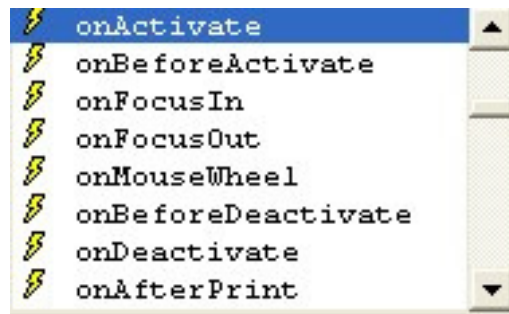 onActivate
onBeforeActivate
onFocusIn
onFocusOut
onMouseWheel
onBeforeDeactivate
onDeactivate
onAfterPrint